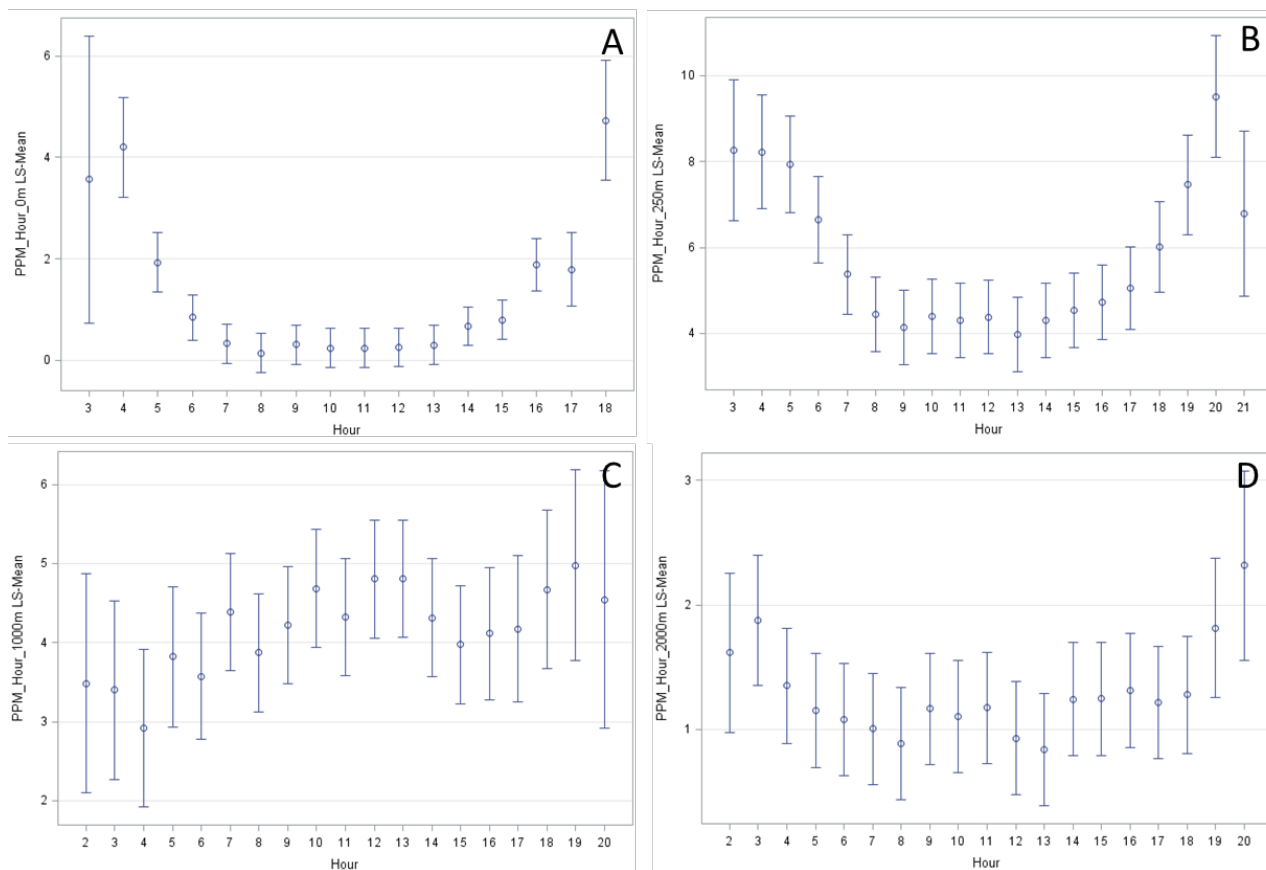 A
PPM_Hour_0m LS-Mean
6
4
2
0
3 4 5 6 7 8 9 10 11 12 13 14 15 16 17 18
Hour
B
PPM_Hour_250m LS-Mean
10
8
6
4
3 4 5 6 7 8 9 10 11 12 13 14 15 16 17 18 19 20 21
Hour
C
PPM_Hour_1000m LS-Mean
6
5
4
3
2
2 3 4 5 6 7 8 9 10 11 12 13 14 15 16 17 18 19 20
Hour
D
PPM_Hour_2000m LS-Mean
3
2
1
2 3 4 5 6 7 8 9 10 11 12 13 14 15 16 17 18 19 20
Hour